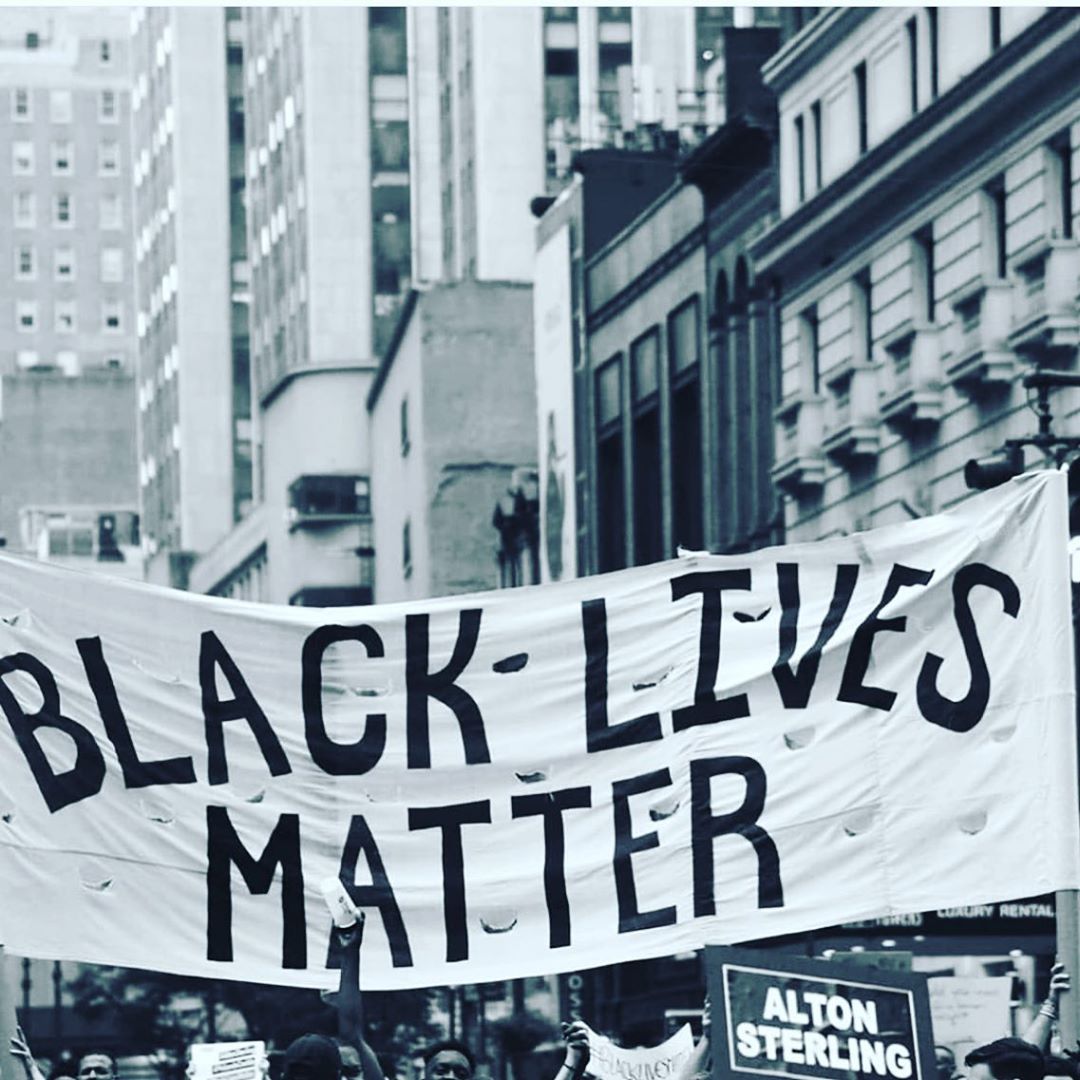 BLACK LIVES
MATTER
LUXURY RENTAL
ALTON
STERLING